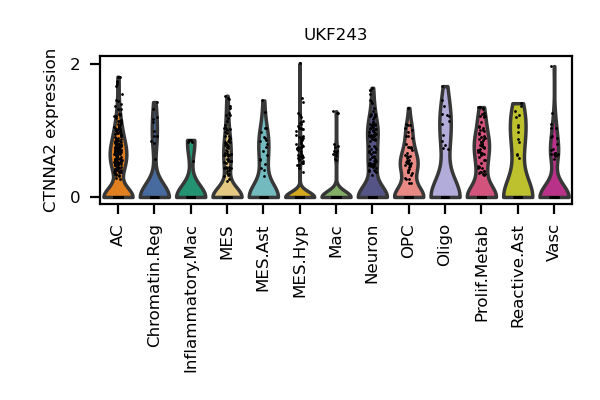 UKF243
CTNNA2 expression
2
0
AC
Chromatin.Reg
Inflammatory.Mac
MES
MES.Ast
MES.Hyp
Mac
Neuron
OPC
Oligo
Prolif.Metab
Reactive.Ast
Vasc